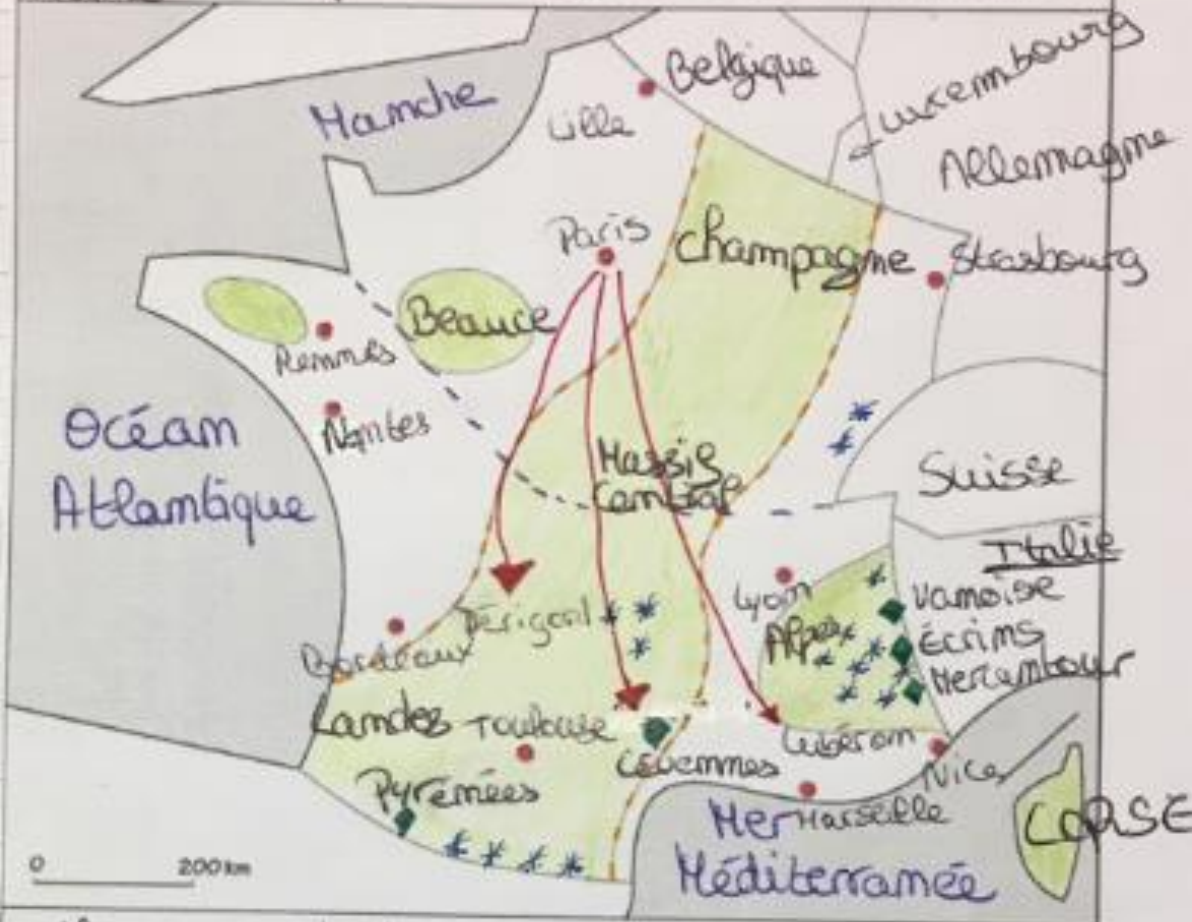 Manche
Belgique
Luxembourg
Lille
Allemagne
Paris
Champagne
Strasbourg
Beauce
Rennes
Nantes
Océan
Atlantique
Massif
Central
Suisse
Italie
Lyon
Vanoise
Alpes
Écrins
Mercantour
Périgord
Bordeaux
Landes
Toulouse
Lubéron
Cévennes
Nice
Pyrénées
Mer
Marseille
CORSE
Méditerranée
0 200 km